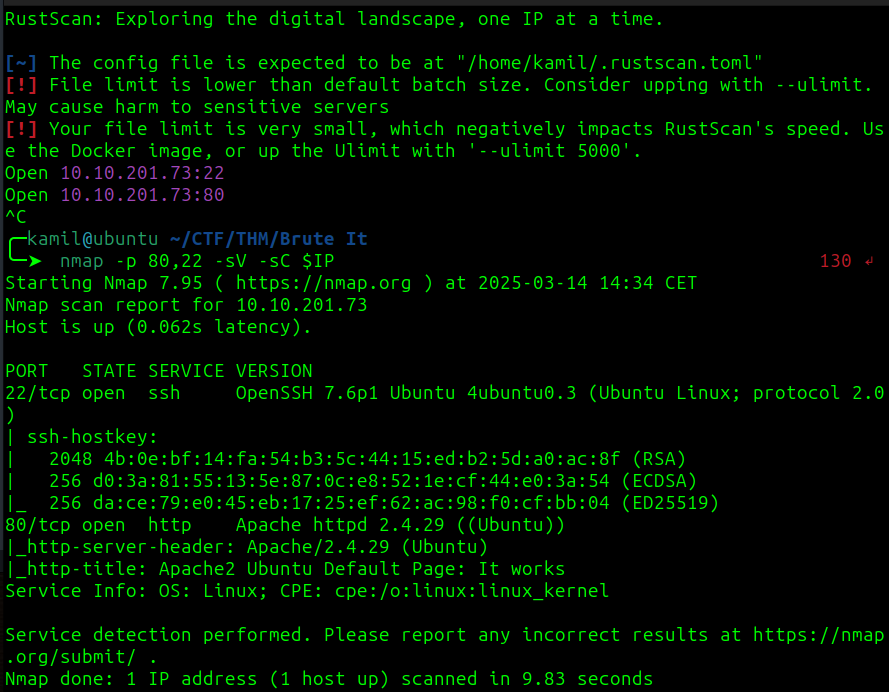 RustScan: Exploring the digital landscape, one IP at a time.
[~] The config file is expected to be at "/home/kamil/.rustscan.toml"
[!] File limit is lower than default batch size. Consider upping with --ulimit.
May cause harm to sensitive servers
[!] Your file limit is very small, which negatively impacts RustScan's speed. Us
e the Docker image, or up the Ulimit with '--ulimit 5000'.
Open 10.10.201.73:22
Open 10.10.201.73:80
^C
kamil@ubuntu ~/CTF/THM/Brute It
nmap -p 80,22 -sV -sC $IP 130 ↲
Starting Nmap 7.95 ( https://nmap.org ) at 2025-03-14 14:34 CET
Nmap scan report for 10.10.201.73
Host is up (0.062s latency).
PORT   STATE SERVICE VERSION
22/tcp open  ssh     OpenSSH 7.6p1 Ubuntu 4ubuntu0.3 (Ubuntu Linux; protocol 2.0
)
| ssh-hostkey:
|   2048 4b:0e:bf:14:fa:54:b3:5c:44:15:ed:b2:5d:a0:ac:8f (RSA)
|   256 d0:3a:81:55:13:5e:87:0c:e8:52:1e:cf:44:e0:3a:54 (ECDSA)
|_  256 da:ce:79:e0:45:eb:17:25:ef:62:ac:98:f0:cf:bb:04 (ED25519)
80/tcp open  http    Apache httpd 2.4.29 ((Ubuntu))
|_http-server-header: Apache/2.4.29 (Ubuntu)
|_http-title: Apache2 Ubuntu Default Page: It works
Service Info: OS: Linux; CPE: cpe:/o:linux:linux_kernel
Service detection performed. Please report any incorrect results at https://nmap
.org/submit/ .
Nmap done: 1 IP address (1 host up) scanned in 9.83 seconds